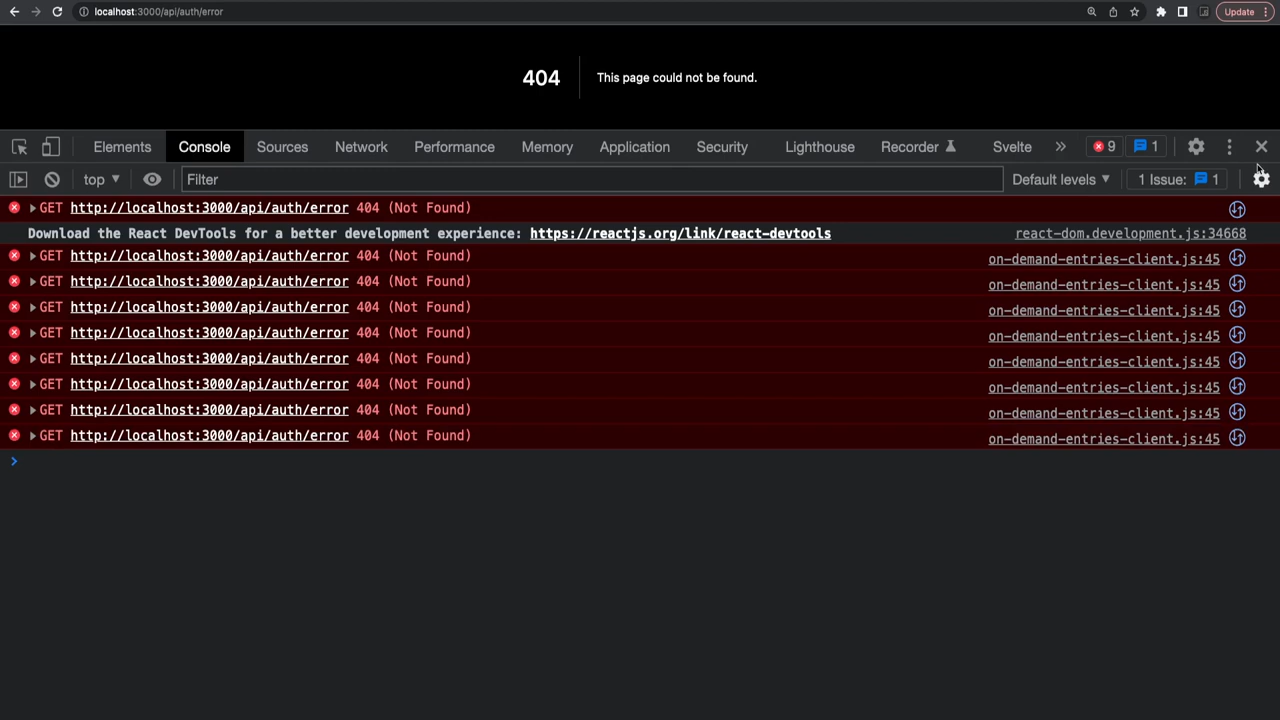 localhost:3000/api/auth/error
Update
404
This page could not be found.
Elements Console Sources Network Performance Memory Application Security Lighthouse Recorder Svelte » 9 1
top Filter Default levels 1 Issue: 1
GET http://localhost:3000/api/auth/error 404 (Not Found)
Download the React DevTools for a better development experience: https://reactjs.org/link/react-devtools react-dom.development.js:34668
GET http://localhost:3000/api/auth/error 404 (Not Found) on-demand-entries-client.js:45
GET http://localhost:3000/api/auth/error 404 (Not Found) on-demand-entries-client.js:45
GET http://localhost:3000/api/auth/error 404 (Not Found) on-demand-entries-client.js:45
GET http://localhost:3000/api/auth/error 404 (Not Found) on-demand-entries-client.js:45
GET http://localhost:3000/api/auth/error 404 (Not Found) on-demand-entries-client.js:45
GET http://localhost:3000/api/auth/error 404 (Not Found) on-demand-entries-client.js:45
GET http://localhost:3000/api/auth/error 404 (Not Found) on-demand-entries-client.js:45
GET http://localhost:3000/api/auth/error 404 (Not Found) on-demand-entries-client.js:45